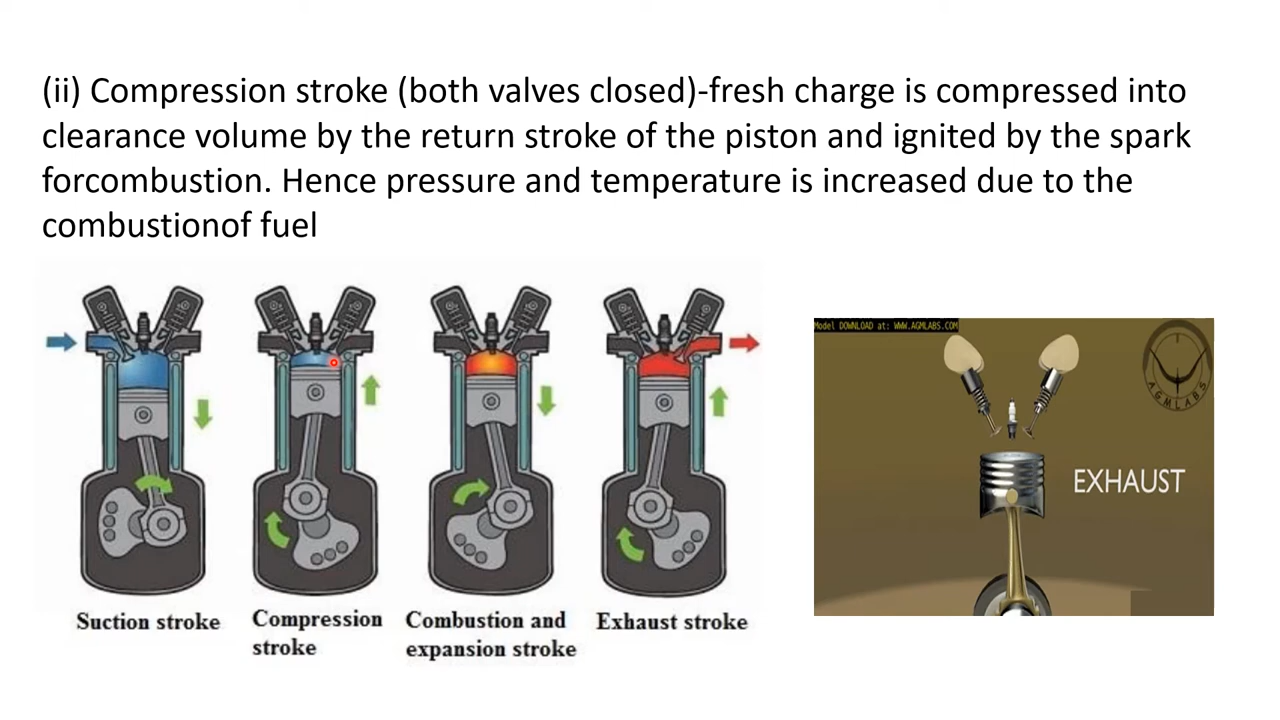 (ii) Compression stroke (both valves closed)-fresh charge is compressed into
clearance volume by the return stroke of the piston and ignited by the spark
forcombustion. Hence pressure and temperature is increased due to the
combustionof fuel
Model DOWNLOAD at: WWW.AGMLABS.COM
AGMLABS
EXHAUST
Suction stroke
Compression
stroke
Combustion and
expansion stroke
Exhaust stroke